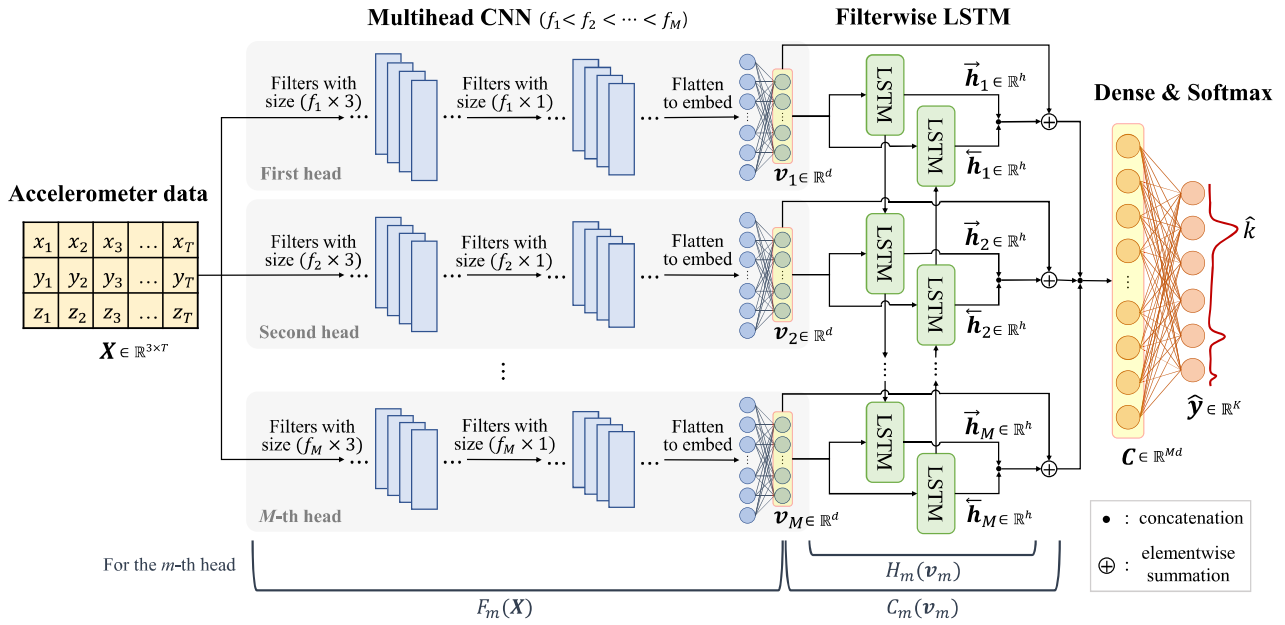 Multihead CNN (f₁ < f₂ < ⋯ < f_M)
Filterwise LSTM
Dense & Softmax
Accelerometer data
x₁ x₂ x₃ … x_T
y₁ y₂ y₃ … y_T
z₁ z₂ z₃ … z_T
X ∈ ℝ^{3×T}
Filters with
size (f₁ × 3)
Filters with
size (f₁ × 1)
Flatten
to embed
First head
v₁ ∈ ℝ^d
LSTM
LSTM
h⃗₁ ∈ ℝ^h
h⃖₁ ∈ ℝ^h
Filters with
size (f₂ × 3)
Filters with
size (f₂ × 1)
Flatten
to embed
Second head
v₂ ∈ ℝ^d
LSTM
LSTM
h⃗₂ ∈ ℝ^h
h⃖₂ ∈ ℝ^h
Filters with
size (f_M × 3)
Filters with
size (f_M × 1)
Flatten
to embed
M-th head
v_M ∈ ℝ^d
LSTM
LSTM
h⃗_M ∈ ℝ^h
h⃖_M ∈ ℝ^h
k̂
ŷ ∈ ℝ^K
C ∈ ℝ^{Md}
• : concatenation
⊕ : elementwise
summation
For the m-th head
F_m(X)
H_m(v_m)
C_m(v_m)